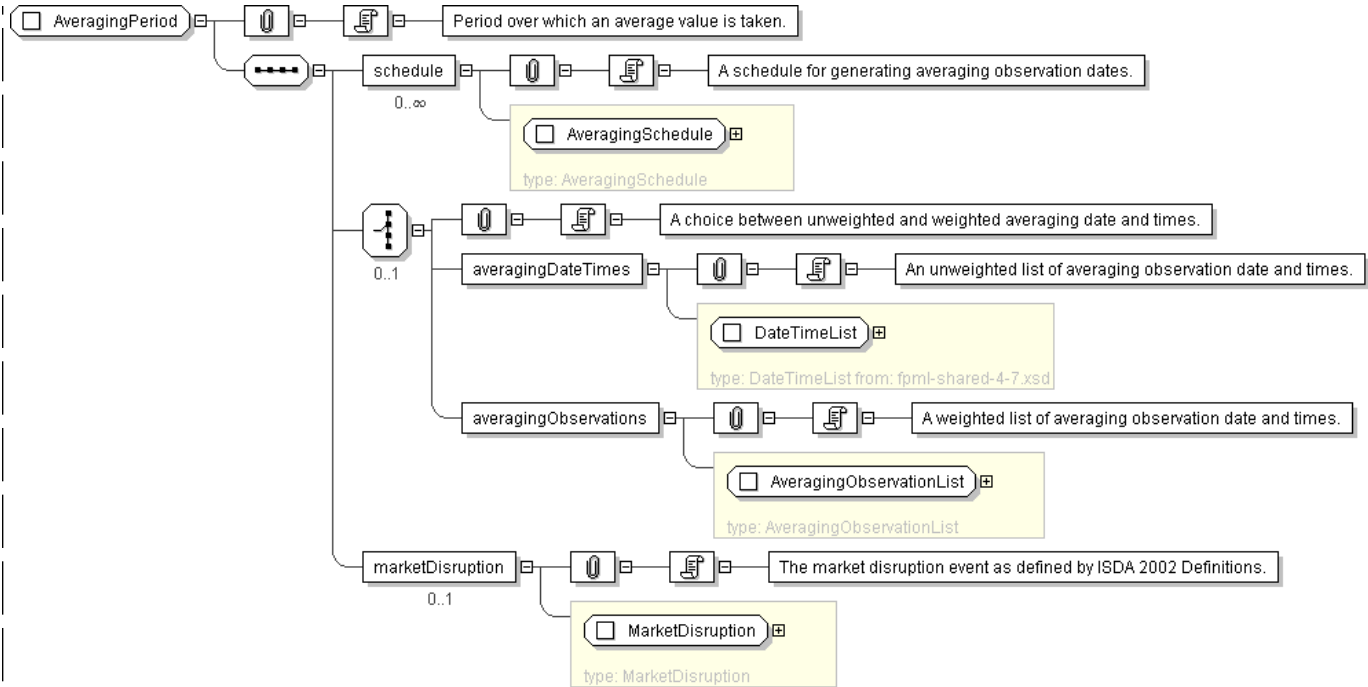 AveragingPeriod
Period over which an average value is taken.
schedule
A schedule for generating averaging observation dates.
0..∞
AveragingSchedule
type: AveragingSchedule
A choice between unweighted and weighted averaging date and times.
0..1
averagingDateTimes
An unweighted list of averaging observation date and times.
DateTimeList
type: DateTimeList from: fpml-shared-4-7.xsd
averagingObservations
A weighted list of averaging observation date and times.
AveragingObservationList
type: AveragingObservationList
marketDisruption
The market disruption event as defined by ISDA 2002 Definitions.
0..1
MarketDisruption
type: MarketDisruption